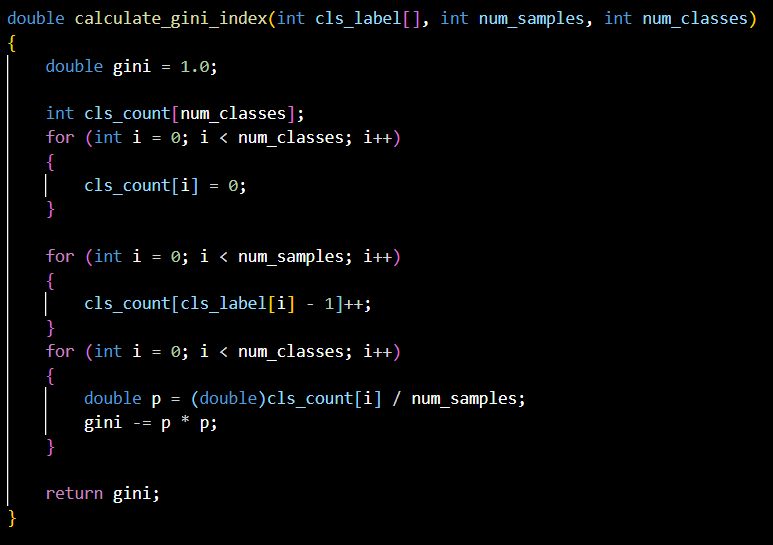 double calculate_gini_index(int cls_label[], int num_samples, int num_classes)
{
    double gini = 1.0;

    int cls_count[num_classes];
    for (int i = 0; i < num_classes; i++)
    {
        cls_count[i] = 0;
    }

    for (int i = 0; i < num_samples; i++)
    {
        cls_count[cls_label[i] - 1]++;
    }
    for (int i = 0; i < num_classes; i++)
    {
        double p = (double)cls_count[i] / num_samples;
        gini -= p * p;
    }

    return gini;
}